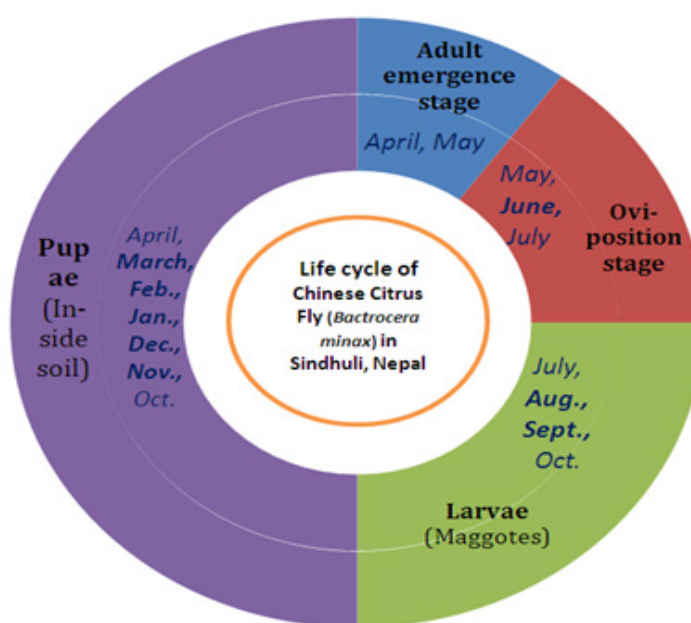 Adult
emergence
stage
April, May
May,
June,
July
Ovi-
position
stage
July,
Aug.,
Sept.,
Oct.
Larvae
(Maggotes)
Pup
ae
(In-
side
soil)
April,
March,
Feb.,
Jan.,
Dec.,
Nov.,
Oct.
Life cycle of
Chinese Citrus
Fly (Bactrocera
minax) in
Sindhuli, Nepal